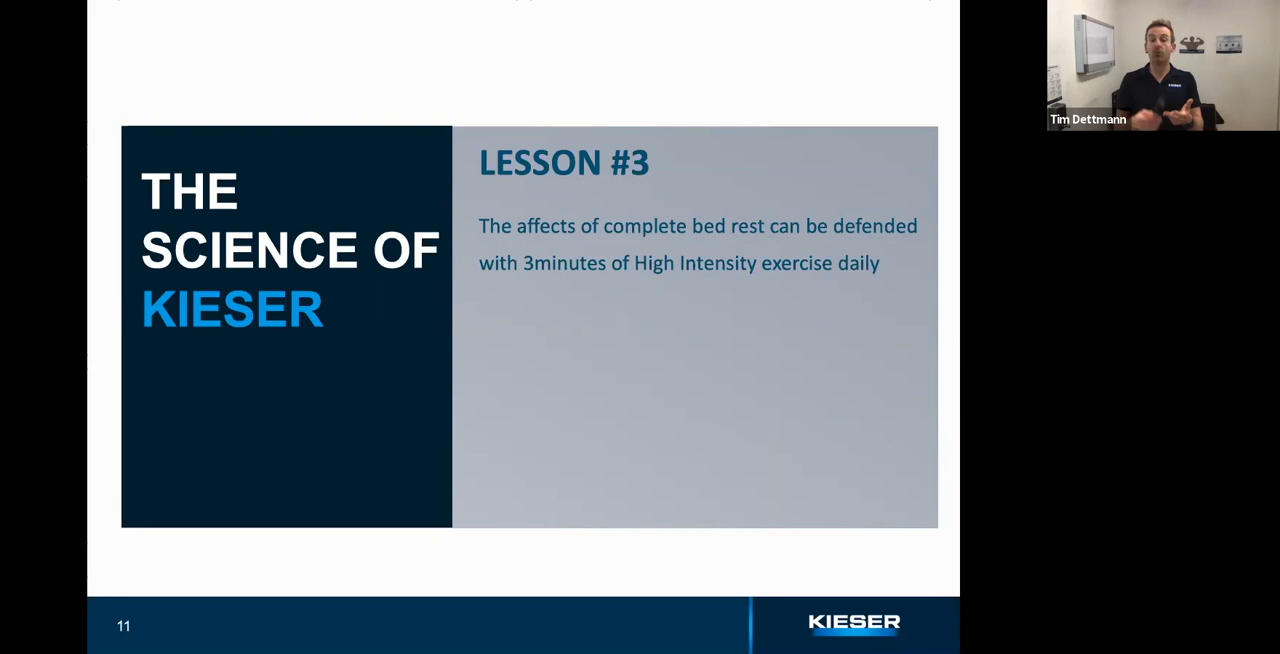 THE
SCIENCE OF
KIESER
LESSON #3
The affects of complete bed rest can be defended
with 3minutes of High Intensity exercise daily
11
KIESER
Tim Dettmann
KIESER